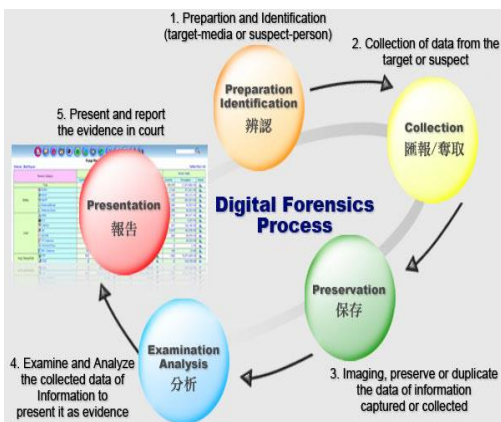 1. Prepartion and Identification
(target-media or suspect-person)
2. Collection of data from the
target or suspect
Preparation
Identification
辨認
5. Present and report
the evidence in court
Collection
匯報/奪取
Presentation
報告
Digital Forensics
Process
Preservation
保存
Examination
Analysis
分析
4. Examine and Analyze
the collected data of
Information to
present it as evidence
3. Imaging, preserve or duplicate
the data of information
captured or collected